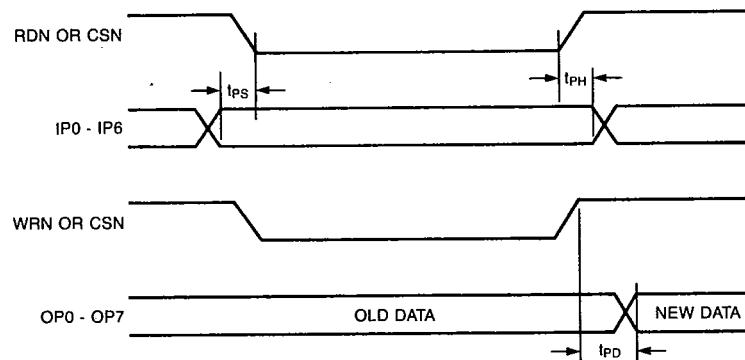 RDN OR CSN
tPS
tPH
IP0 - IP6
WRN OR CSN
OP0 - OP7
OLD DATA
NEW DATA
tPD